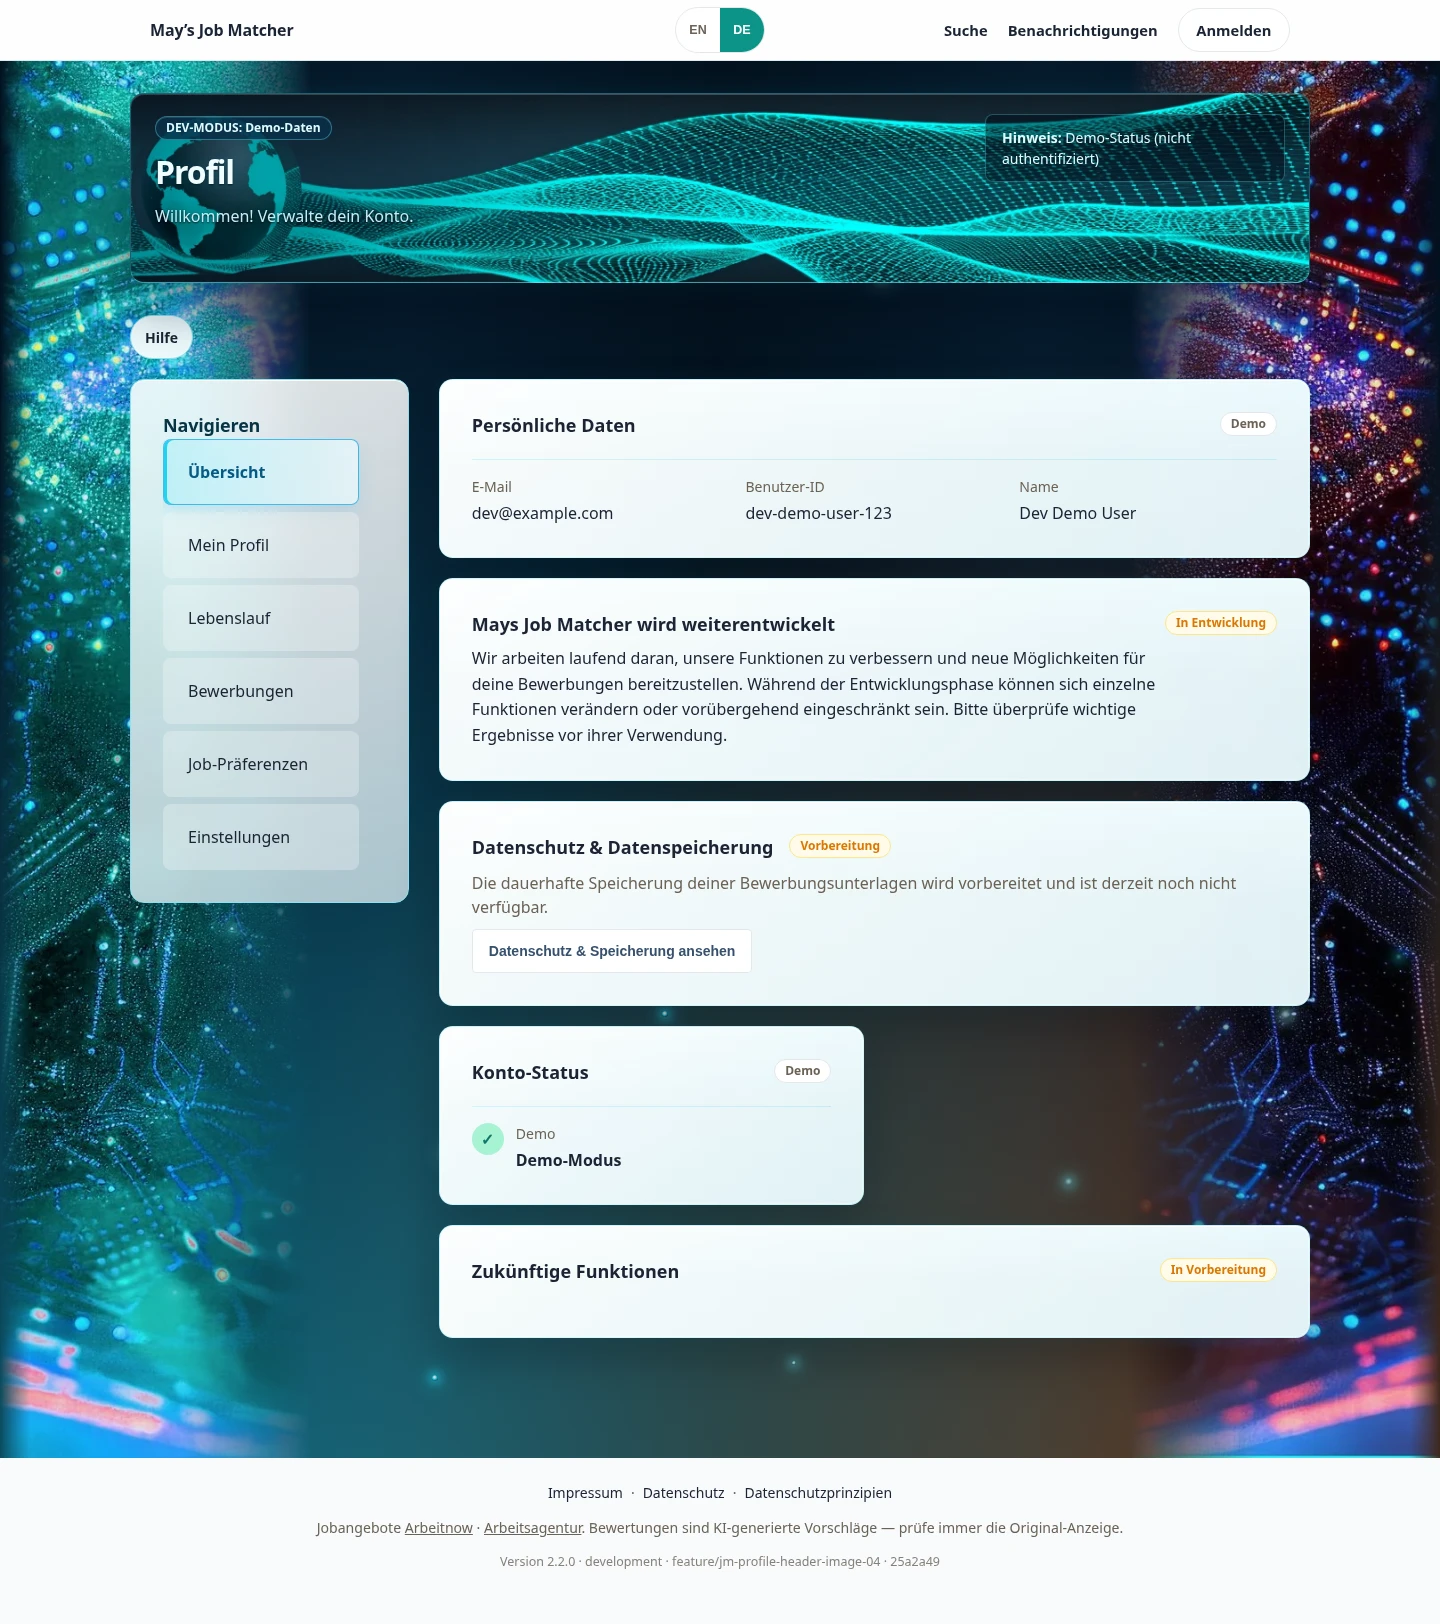 May’s Job Matcher
EN DE
Suche Benachrichtigungen Anmelden
DEV-MODUS: Demo-Daten
Profil
Willkommen! Verwalte dein Konto.
Hinweis: Demo-Status (nicht
authentifiziert)
Hilfe
Navigieren
Übersicht
Mein Profil
Lebenslauf
Bewerbungen
Job-Präferenzen
Einstellungen
Persönliche Daten
Demo
E-Mail Benutzer-ID Name
dev@example.com dev-demo-user-123 Dev Demo User
Mays Job Matcher wird weiterentwickelt
In Entwicklung
Wir arbeiten laufend daran, unsere Funktionen zu verbessern und neue Möglichkeiten für
deine Bewerbungen bereitzustellen. Während der Entwicklungsphase können sich einzelne
Funktionen verändern oder vorübergehend eingeschränkt sein. Bitte überprüfe wichtige
Ergebnisse vor ihrer Verwendung.
Datenschutz & Datenspeicherung
Vorbereitung
Die dauerhafte Speicherung deiner Bewerbungsunterlagen wird vorbereitet und ist derzeit noch nicht
verfügbar.
Datenschutz & Speicherung ansehen
Konto-Status
Demo
✓ Demo
Demo-Modus
Zukünftige Funktionen
In Vorbereitung
Impressum · Datenschutz · Datenschutzprinzipien
Jobangebote Arbeitnow · Arbeitsagentur. Bewertungen sind KI-generierte Vorschläge — prüfe immer die Original-Anzeige.
Version 2.2.0 · development · feature/jm-profile-header-image-04 · 25a2a49